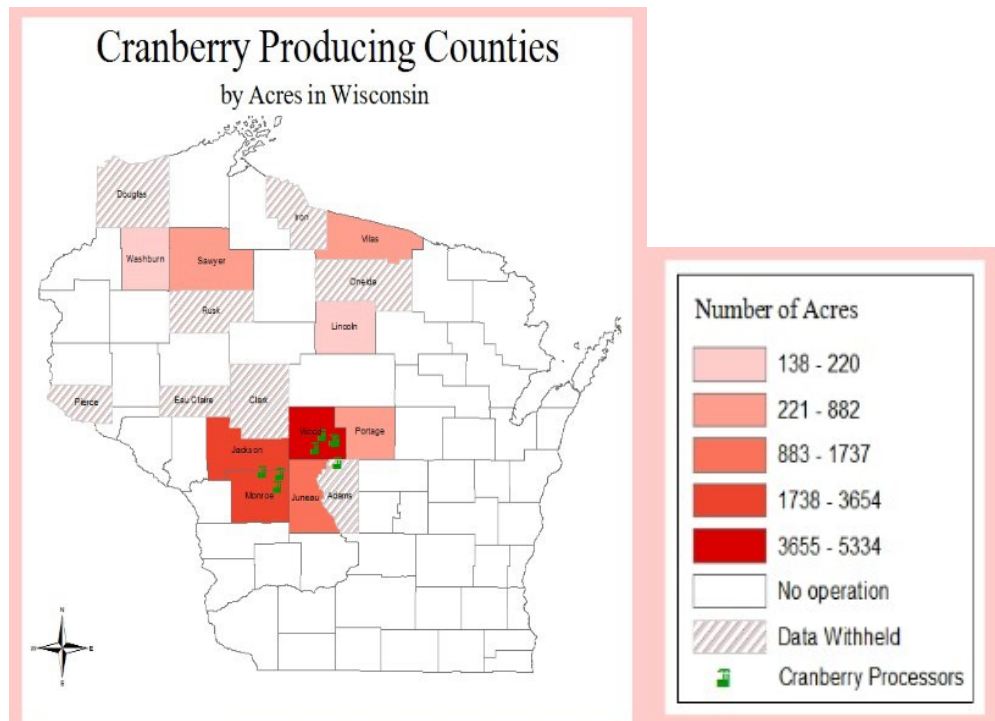 Cranberry Producing Counties
by Acres in Wisconsin
Douglas
Iron
Vilas
Washburn
Sawyer
Oneida
Rusk
Lincoln
Pierce
Eau Claire
Clark
Wood
Portage
Jackson
Monroe
Juneau
Adams
N
W
E
S
Number of Acres
138 - 220
221 - 882
883 - 1737
1738 - 3654
3655 - 5334
No operation
Data Withheld
Cranberry Processors